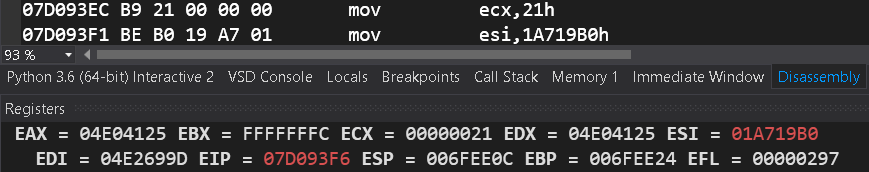 07D093EC B9 21 00 00 00 mov ecx,21h
07D093F1 BE B0 19 A7 01 mov esi,1A719B0h
93 %
Python 3.6 (64-bit) Interactive 2 VSD Console Locals Breakpoints Call Stack Memory 1 Immediate Window Disassembly
Registers
EAX = 04E04125 EBX = FFFFFFFC ECX = 00000021 EDX = 04E04125 ESI = 01A719B0
EDI = 04E2699D EIP = 07D093F6 ESP = 006FEE0C EBP = 006FEE24 EFL = 00000297